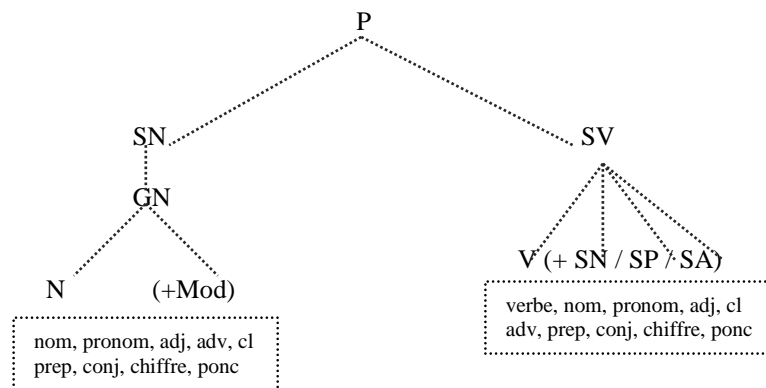 P
SN SV
GN
V (+ SN / SP / SA)
N (+Mod)
verbe, nom, pronom, adj, cl
adv, prep, conj, chiffre, ponc
nom, pronom, adj, adv, cl
prep, conj, chiffre, ponc